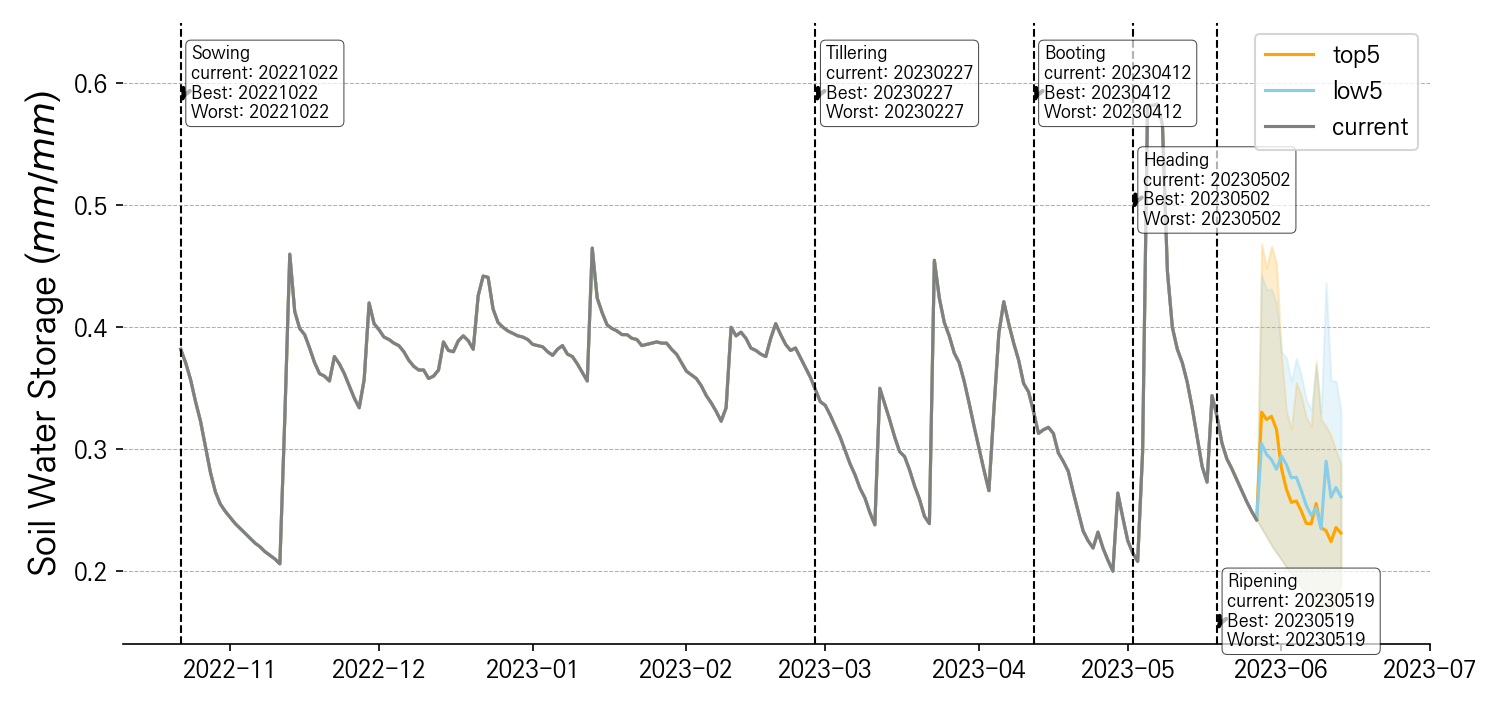 Soil Water Storage (mm/mm)
0.6
0.5
0.4
0.3
0.2
Sowing
current: 20221022
Best: 20221022
Worst: 20221022
Tillering
current: 20230227
Best: 20230227
Worst: 20230227
Booting
current: 20230412
Best: 20230412
Worst: 20230412
Heading
current: 20230502
Best: 20230502
Worst: 20230502
Ripening
current: 20230519
Best: 20230519
Worst: 20230519
top5
low5
current
2022−11
2022−12
2023−01
2023−02
2023−03
2023−04
2023−05
2023−06
2023−07